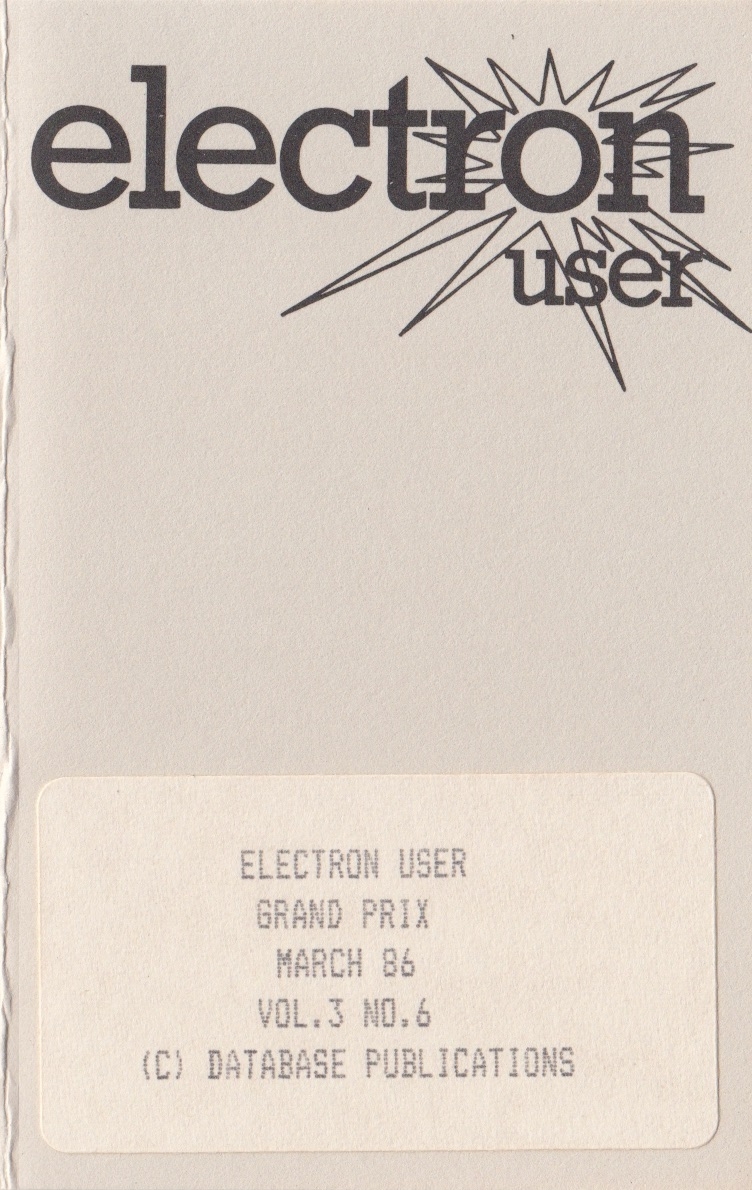 electron
user
ELECTRON USER
GRAND PRIX
MARCH 86
VOL.3 NO.6
(C) DATABASE PUBLICATIONS